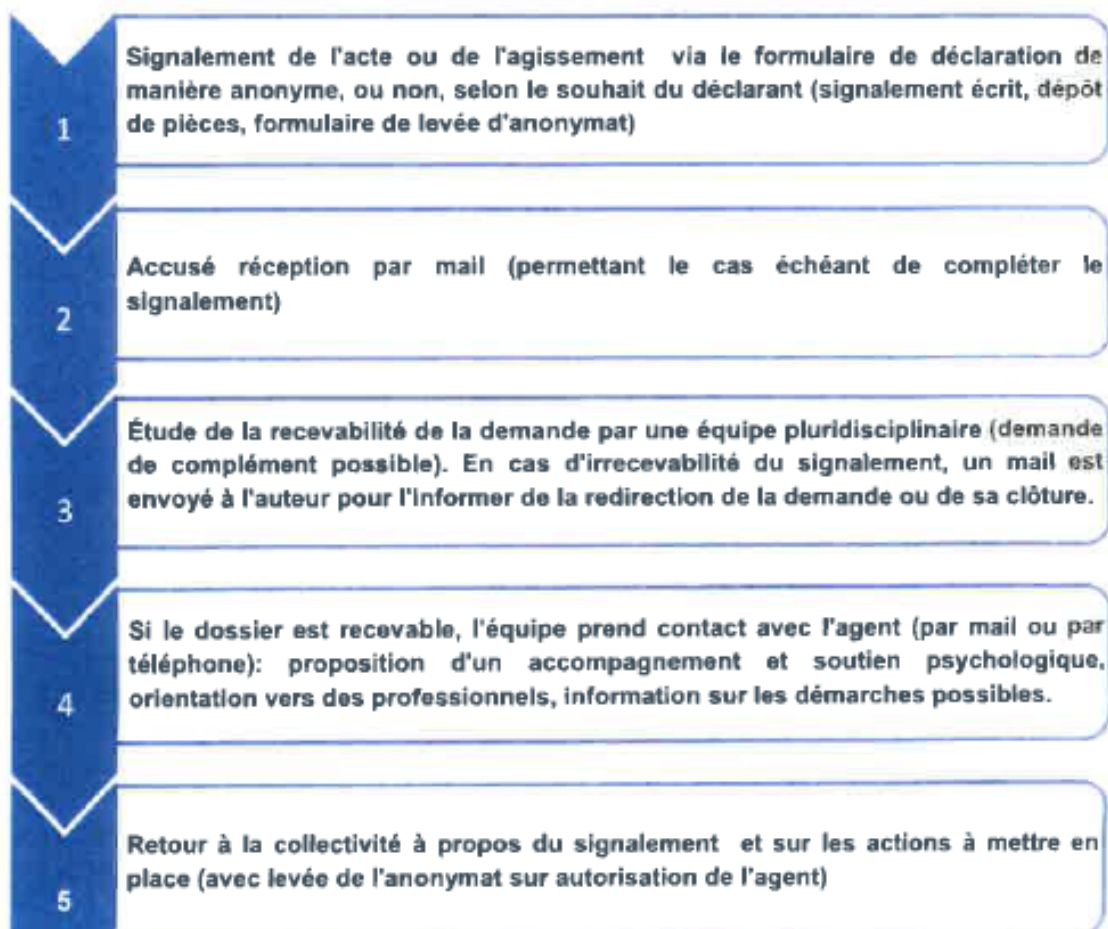 Signalement de l'acte ou de l'agissement via le formulaire de déclaration de
manière anonyme, ou non, selon le souhait du déclarant (signalement écrit, dépôt
de pièces, formulaire de levée d'anonymat)
1
Accusé réception par mail (permettant le cas échéant de compléter le
signalement)
2
Étude de la recevabilité de la demande par une équipe pluridisciplinaire (demande
de complément possible). En cas d'irrecevabilité du signalement, un mail est
envoyé à l'auteur pour l'informer de la redirection de la demande ou de sa clôture.
3
Si le dossier est recevable, l'équipe prend contact avec l'agent (par mail ou par
téléphone): proposition d'un accompagnement et soutien psychologique,
orientation vers des professionnels, information sur les démarches possibles.
4
Retour à la collectivité à propos du signalement et sur les actions à mettre en
place (avec levée de l'anonymat sur autorisation de l'agent)
5